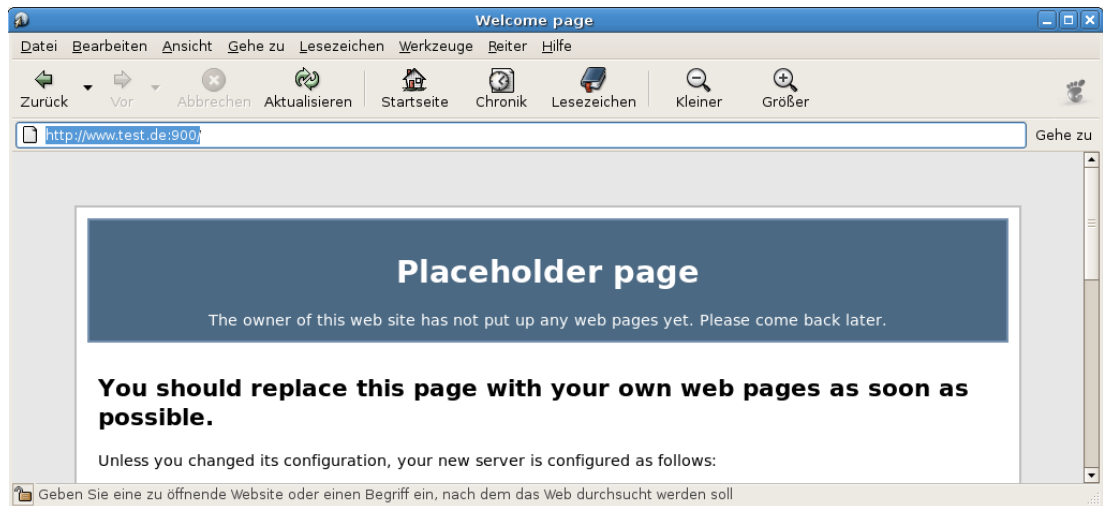 Welcome page
Datei Bearbeiten Ansicht Gehe zu Lesezeichen Werkzeuge Reiter Hilfe
Zurück Vor Abbrechen Aktualisieren Startseite Chronik Lesezeichen Kleiner Größer
http://www.test.de:900/ Gehe zu
Placeholder page
The owner of this web site has not put up any web pages yet. Please come back later.
You should replace this page with your own web pages as soon as
possible.
Unless you changed its configuration, your new server is configured as follows:
Geben Sie eine zu öffnende Website oder einen Begriff ein, nach dem das Web durchsucht werden soll